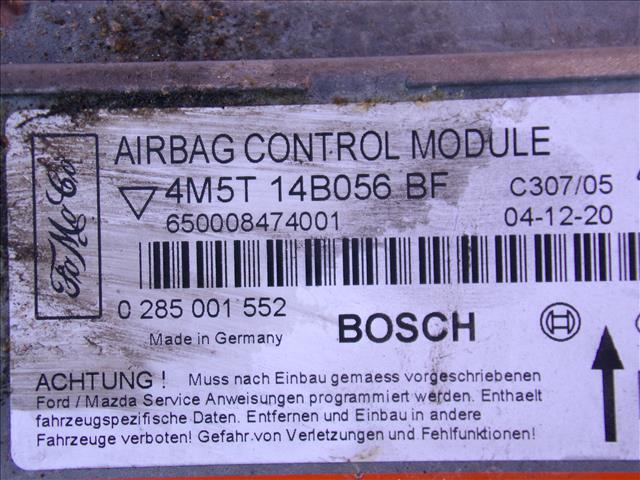 AIRBAG CONTROL MODULE
FoMoCo
4M5T 14B056 BF
C307/05
650008474001
04-12-20
0 285 001 552
Made in Germany
BOSCH
ACHTUNG ! Muss nach Einbau gemaess vorgeschriebenen
Ford / Mazda Service Anweisungen programmiert werden. Enthaelt
fahrzeugspezifische Daten. Entfernen und Einbau in andere
Fahrzeuge verboten! Gefahr von Verletzungen und Fehlfunktionen!